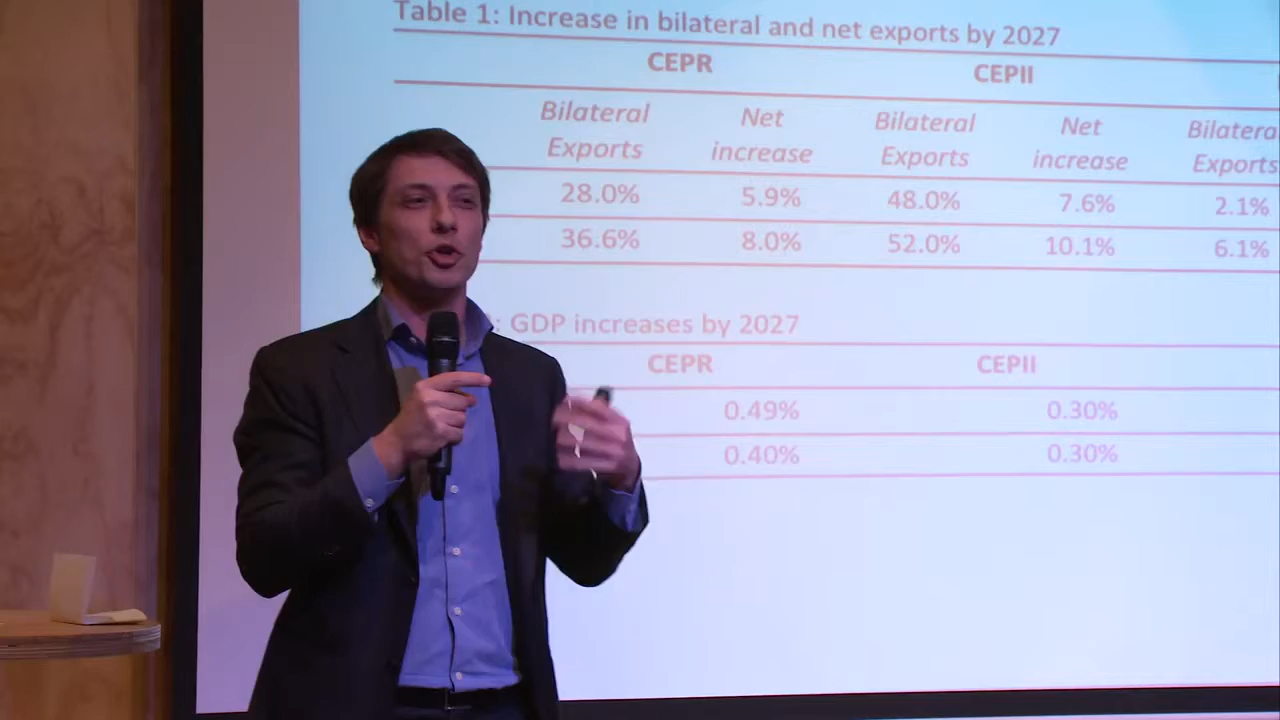 Table 1: Increase in bilateral and net exports by 2027
CEPR CEPII
Bilateral Net Bilateral Net Bilatera
Exports increase Exports increase Exports
28.0% 5.9% 48.0% 7.6% 2.1%
36.6% 8.0% 52.0% 10.1% 6.1%
: GDP increases by 2027
CEPR CEPII
0.49% 0.30%
0.40% 0.30%